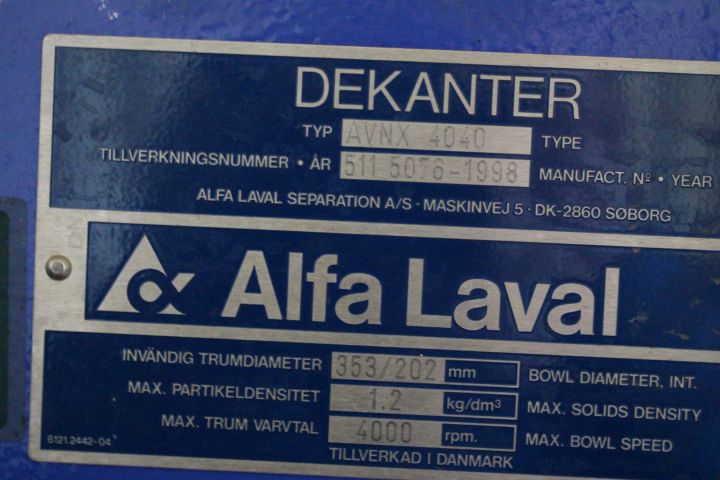 DEKANTER
TYP AVNX 4040 TYPE
TILLVERKNINGSNUMMER • ÅR 511 5076-1998 MANUFACT. Nº • YEAR
ALFA LAVAL SEPARATION A/S · MASKINVEJ 5 · DK-2860 SØBORG
Alfa Laval
INVÄNDIG TRUMDIAMETER 353/202 mm BOWL DIAMETER, INT.
MAX. PARTIKELDENSITET 1.2 kg/dm³ MAX. SOLIDS DENSITY
MAX. TRUM VARVTAL 4000 rpm. MAX. BOWL SPEED
6121.2442-04 TILLVERKAD I DANMARK